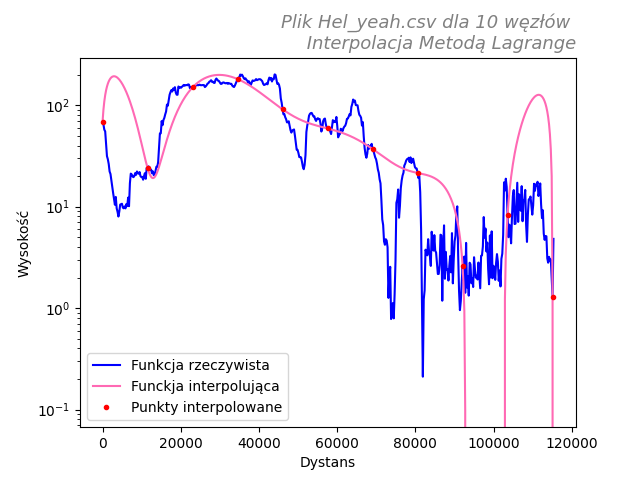 Plik Hel_yeah.csv dla 10 węzłów
Interpolacja Metodą Lagrange
Wysokość
10²
10¹
10⁰
10⁻¹
Funkcja rzeczywista
Funckja interpolująca
Punkty interpolowane
0 20000 40000 60000 80000 100000 120000
Dystans